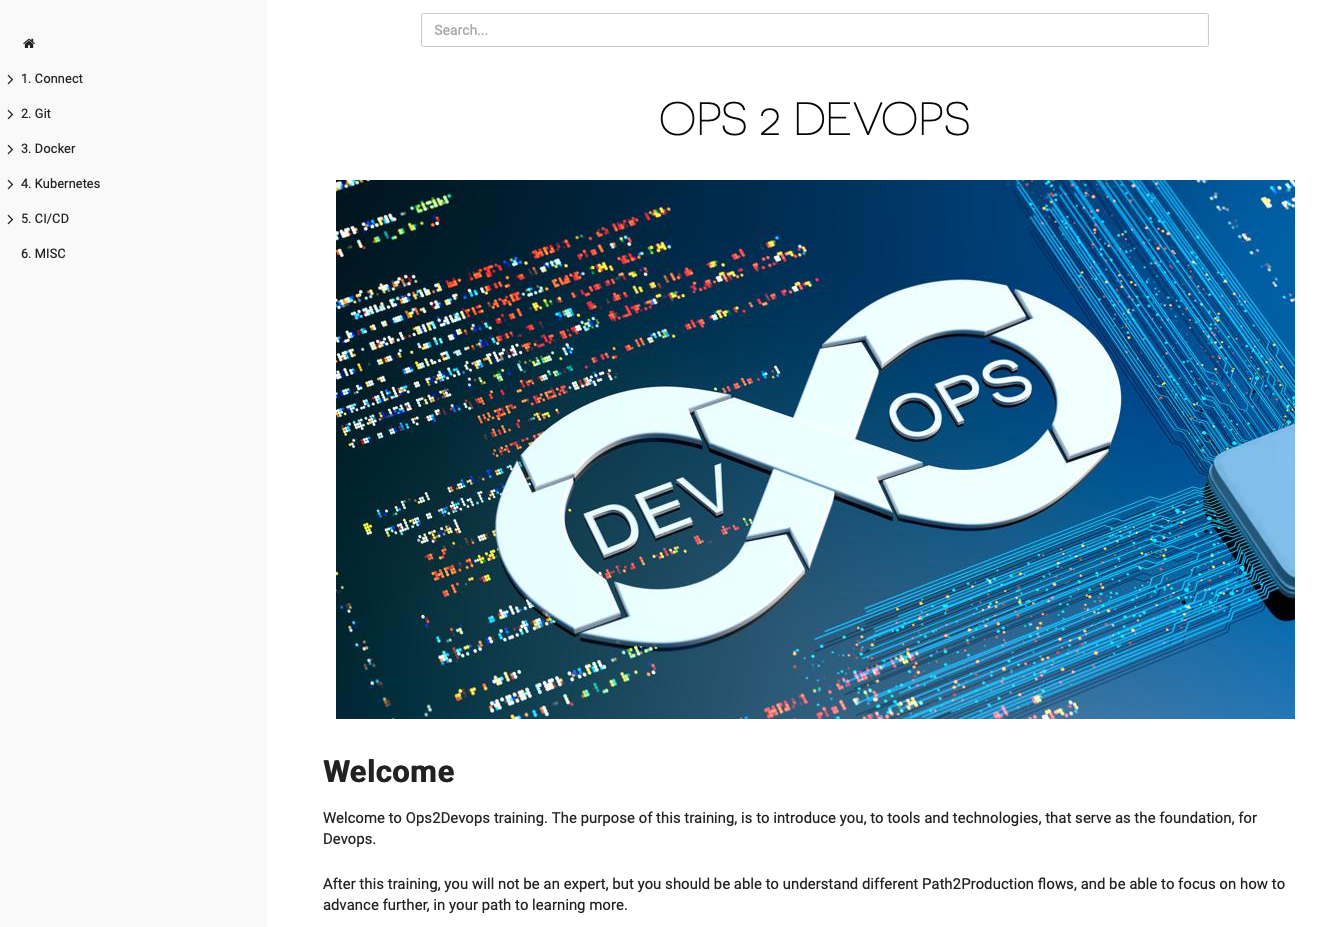 Search...
1. Connect
2. Git
3. Docker
4. Kubernetes
5. CI/CD
6. MISC
OPS 2 DEVOPS
OPS
DEV
Welcome
Welcome to Ops2Devops training. The purpose of this training, is to introduce you, to tools and technologies, that serve as the foundation, for
Devops.
After this training, you will not be an expert, but you should be able to understand different Path2Production flows, and be able to focus on how to
advance further, in your path to learning more.